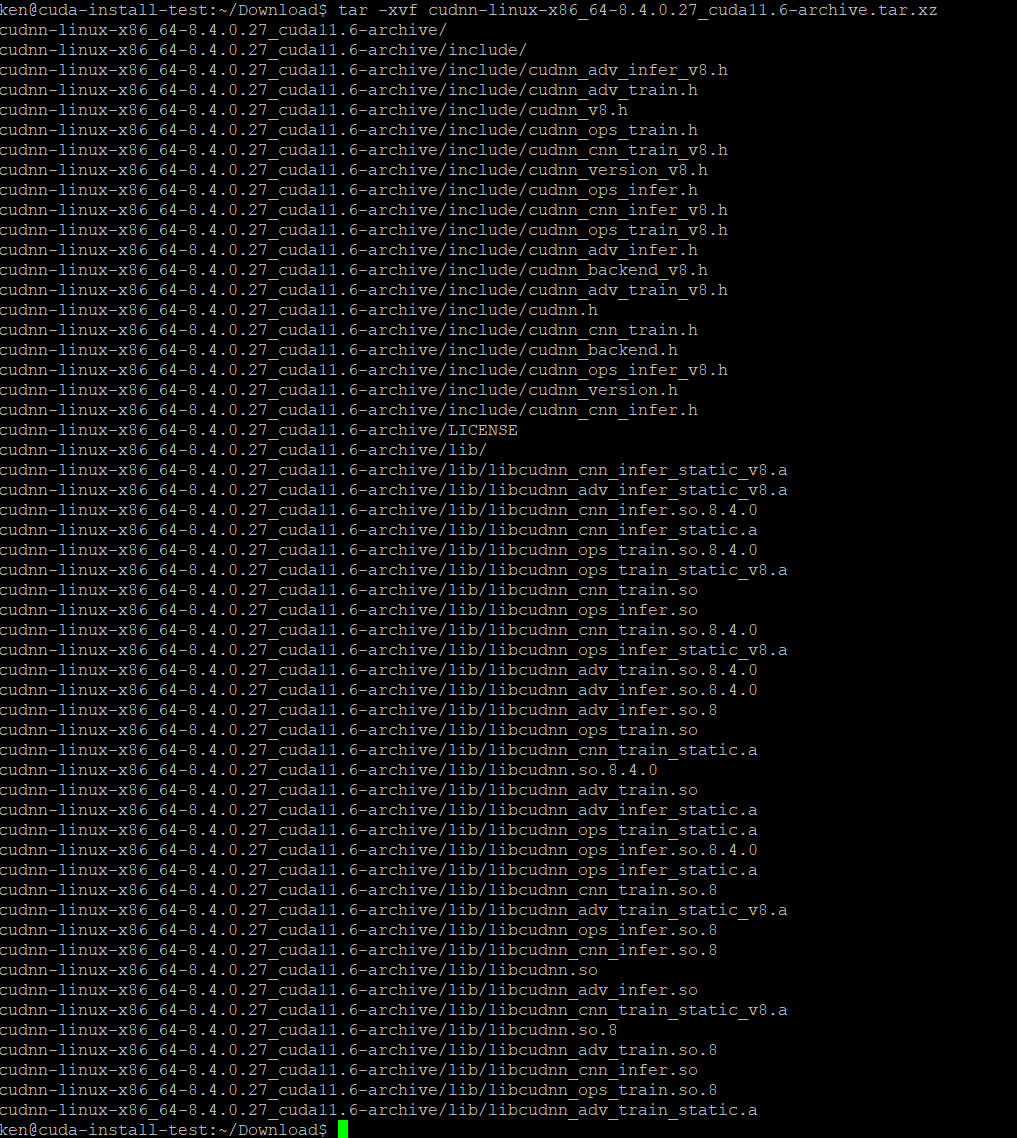 ken@cuda-install-test:~/Download$ tar -xvf cudnn-linux-x86_64-8.4.0.27_cuda11.6-archive.tar.xz
cudnn-linux-x86_64-8.4.0.27_cuda11.6-archive/
cudnn-linux-x86_64-8.4.0.27_cuda11.6-archive/include/
cudnn-linux-x86_64-8.4.0.27_cuda11.6-archive/include/cudnn_adv_infer_v8.h
cudnn-linux-x86_64-8.4.0.27_cuda11.6-archive/include/cudnn_adv_train.h
cudnn-linux-x86_64-8.4.0.27_cuda11.6-archive/include/cudnn_v8.h
cudnn-linux-x86_64-8.4.0.27_cuda11.6-archive/include/cudnn_ops_train.h
cudnn-linux-x86_64-8.4.0.27_cuda11.6-archive/include/cudnn_cnn_train_v8.h
cudnn-linux-x86_64-8.4.0.27_cuda11.6-archive/include/cudnn_version_v8.h
cudnn-linux-x86_64-8.4.0.27_cuda11.6-archive/include/cudnn_ops_infer.h
cudnn-linux-x86_64-8.4.0.27_cuda11.6-archive/include/cudnn_cnn_infer_v8.h
cudnn-linux-x86_64-8.4.0.27_cuda11.6-archive/include/cudnn_ops_train_v8.h
cudnn-linux-x86_64-8.4.0.27_cuda11.6-archive/include/cudnn_adv_infer.h
cudnn-linux-x86_64-8.4.0.27_cuda11.6-archive/include/cudnn_backend_v8.h
cudnn-linux-x86_64-8.4.0.27_cuda11.6-archive/include/cudnn_adv_train_v8.h
cudnn-linux-x86_64-8.4.0.27_cuda11.6-archive/include/cudnn.h
cudnn-linux-x86_64-8.4.0.27_cuda11.6-archive/include/cudnn_cnn_train.h
cudnn-linux-x86_64-8.4.0.27_cuda11.6-archive/include/cudnn_backend.h
cudnn-linux-x86_64-8.4.0.27_cuda11.6-archive/include/cudnn_ops_infer_v8.h
cudnn-linux-x86_64-8.4.0.27_cuda11.6-archive/include/cudnn_version.h
cudnn-linux-x86_64-8.4.0.27_cuda11.6-archive/include/cudnn_cnn_infer.h
cudnn-linux-x86_64-8.4.0.27_cuda11.6-archive/LICENSE
cudnn-linux-x86_64-8.4.0.27_cuda11.6-archive/lib/
cudnn-linux-x86_64-8.4.0.27_cuda11.6-archive/lib/libcudnn_cnn_infer_static_v8.a
cudnn-linux-x86_64-8.4.0.27_cuda11.6-archive/lib/libcudnn_adv_infer_static_v8.a
cudnn-linux-x86_64-8.4.0.27_cuda11.6-archive/lib/libcudnn_cnn_infer.so.8.4.0
cudnn-linux-x86_64-8.4.0.27_cuda11.6-archive/lib/libcudnn_cnn_infer_static.a
cudnn-linux-x86_64-8.4.0.27_cuda11.6-archive/lib/libcudnn_ops_train.so.8.4.0
cudnn-linux-x86_64-8.4.0.27_cuda11.6-archive/lib/libcudnn_ops_train_static_v8.a
cudnn-linux-x86_64-8.4.0.27_cuda11.6-archive/lib/libcudnn_cnn_train.so
cudnn-linux-x86_64-8.4.0.27_cuda11.6-archive/lib/libcudnn_ops_infer.so
cudnn-linux-x86_64-8.4.0.27_cuda11.6-archive/lib/libcudnn_cnn_train.so.8.4.0
cudnn-linux-x86_64-8.4.0.27_cuda11.6-archive/lib/libcudnn_ops_infer_static_v8.a
cudnn-linux-x86_64-8.4.0.27_cuda11.6-archive/lib/libcudnn_adv_train.so.8.4.0
cudnn-linux-x86_64-8.4.0.27_cuda11.6-archive/lib/libcudnn_adv_infer.so.8.4.0
cudnn-linux-x86_64-8.4.0.27_cuda11.6-archive/lib/libcudnn_adv_infer.so.8
cudnn-linux-x86_64-8.4.0.27_cuda11.6-archive/lib/libcudnn_ops_train.so
cudnn-linux-x86_64-8.4.0.27_cuda11.6-archive/lib/libcudnn_cnn_train_static.a
cudnn-linux-x86_64-8.4.0.27_cuda11.6-archive/lib/libcudnn.so.8.4.0
cudnn-linux-x86_64-8.4.0.27_cuda11.6-archive/lib/libcudnn_adv_train.so
cudnn-linux-x86_64-8.4.0.27_cuda11.6-archive/lib/libcudnn_adv_infer_static.a
cudnn-linux-x86_64-8.4.0.27_cuda11.6-archive/lib/libcudnn_ops_train_static.a
cudnn-linux-x86_64-8.4.0.27_cuda11.6-archive/lib/libcudnn_ops_infer.so.8.4.0
cudnn-linux-x86_64-8.4.0.27_cuda11.6-archive/lib/libcudnn_ops_infer_static.a
cudnn-linux-x86_64-8.4.0.27_cuda11.6-archive/lib/libcudnn_cnn_train.so.8
cudnn-linux-x86_64-8.4.0.27_cuda11.6-archive/lib/libcudnn_adv_train_static_v8.a
cudnn-linux-x86_64-8.4.0.27_cuda11.6-archive/lib/libcudnn_ops_infer.so.8
cudnn-linux-x86_64-8.4.0.27_cuda11.6-archive/lib/libcudnn_cnn_infer.so.8
cudnn-linux-x86_64-8.4.0.27_cuda11.6-archive/lib/libcudnn.so
cudnn-linux-x86_64-8.4.0.27_cuda11.6-archive/lib/libcudnn_adv_infer.so
cudnn-linux-x86_64-8.4.0.27_cuda11.6-archive/lib/libcudnn_cnn_train_static_v8.a
cudnn-linux-x86_64-8.4.0.27_cuda11.6-archive/lib/libcudnn.so.8
cudnn-linux-x86_64-8.4.0.27_cuda11.6-archive/lib/libcudnn_adv_train.so.8
cudnn-linux-x86_64-8.4.0.27_cuda11.6-archive/lib/libcudnn_cnn_infer.so
cudnn-linux-x86_64-8.4.0.27_cuda11.6-archive/lib/libcudnn_ops_train.so.8
cudnn-linux-x86_64-8.4.0.27_cuda11.6-archive/lib/libcudnn_adv_train_static.a
ken@cuda-install-test:~/Download$